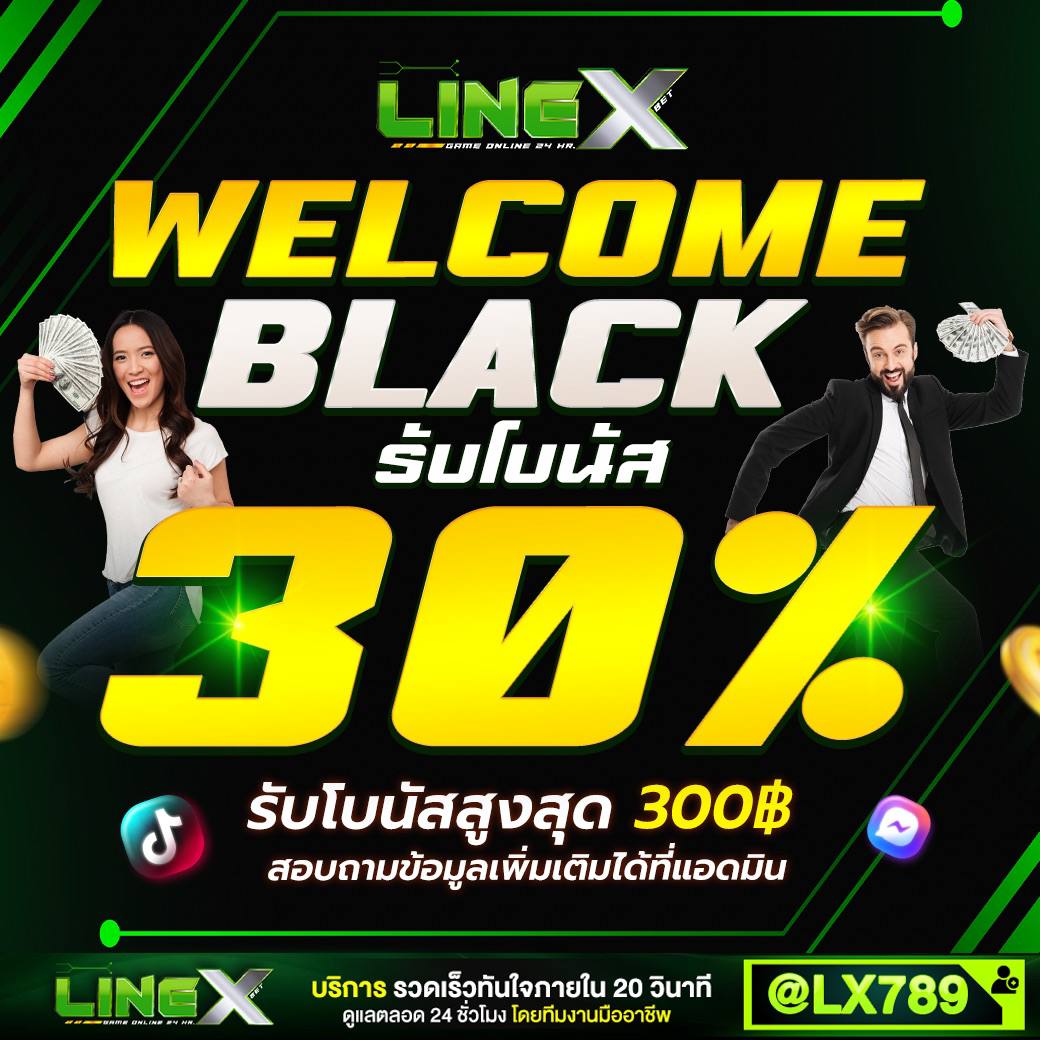 LINEX BET
GAME ONLINE 24 HR.
WELCOME
BLACK
รับโบนัส
30%
รับโบนัสสูงสุด 300฿
สอบถามข้อมูลเพิ่มเติมได้ที่แอดมิน
LINEX BET
GAME ONLINE 24 HR.
บริการ รวดเร็วทันใจภายใน 20 วินาที
ดูแลตลอด 24 ชั่วโมง โดยทีมงานมืออาชีพ
@LX789